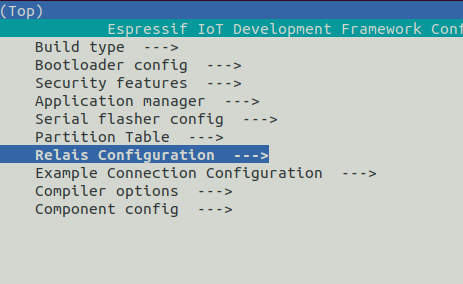 (Top)
Espressif IoT Development Framework Conf
Build type  --->
Bootloader config  --->
Security features  --->
Application manager  --->
Serial flasher config  --->
Partition Table  --->
Relais Configuration  --->
Example Connection Configuration  --->
Compiler options  --->
Component config  --->